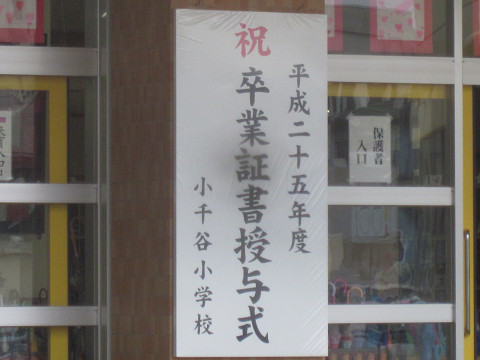 平成二十五年度
祝 卒業証書授与式
小千谷小学校
保護者
入口